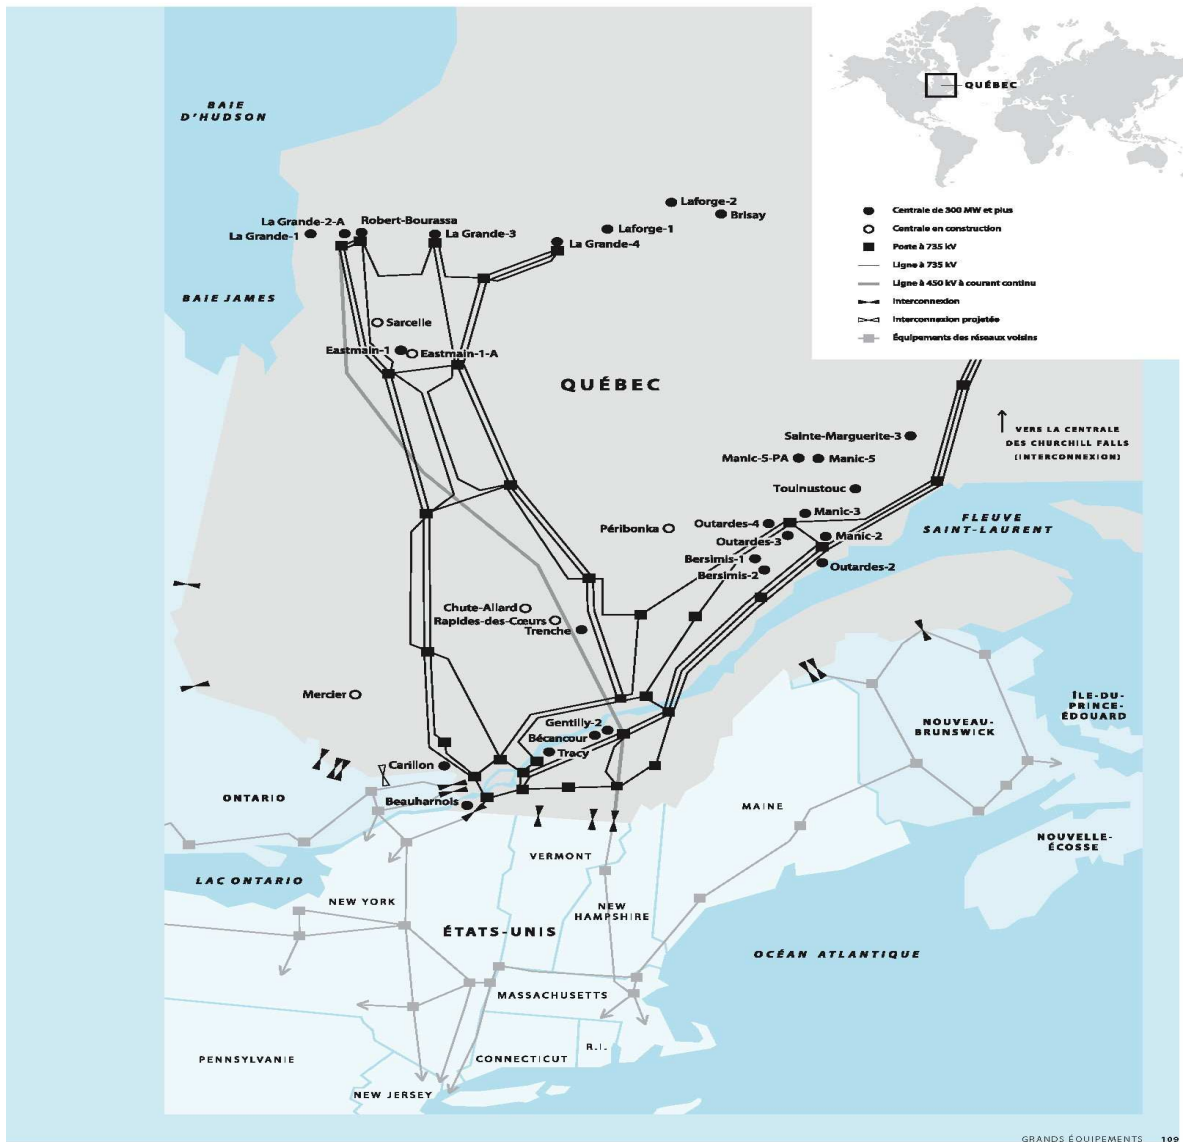 QUÉBEC
Centrale de 300 MW et plus
Centrale en construction
Poste à 735 kV
Ligne à 735 kV
Ligne à 450 kV à courant continu
Interconnexion
Interconnexion projetée
Équipements des réseaux voisins
BAIE
D'HUDSON
Laforge-2
Brisay
La Grande-2-A
Robert-Bourassa
La Grande-1
La Grande-3
Laforge-1
La Grande-4
BAIE JAMES
Sarcelle
Eastmain-1
Eastmain-1-A
QUÉBEC
VERS LA CENTRALE
DES CHURCHILL FALLS
(INTERCONNEXION)
Sainte-Marguerite-3
Manic-5-PA
Manic-5
Toulnustouc
Manic-3
Outardes-4
Péribonka
Outardes-3
Manic-2
FLEUVE
SAINT-LAURENT
Bersimis-1
Bersimis-2
Outardes-2
Chute-Allard
Rapides-des-Cœurs
Trenche
Mercier
Gentilly-2
Bécancour
Tracy
Carillon
Beauharnois
ÎLE-DU-
PRINCE-
ÉDOUARD
NOUVEAU-
BRUNSWICK
ONTARIO
MAINE
NOUVELLE-
ÉCOSSE
VERMONT
LAC ONTARIO
NEW YORK
NEW
HAMPSHIRE
ÉTATS-UNIS
OCÉAN ATLANTIQUE
MASSACHUSETTS
R.I.
PENNSYLVANIE
CONNECTICUT
NEW JERSEY
GRANDS ÉQUIPEMENTS 109